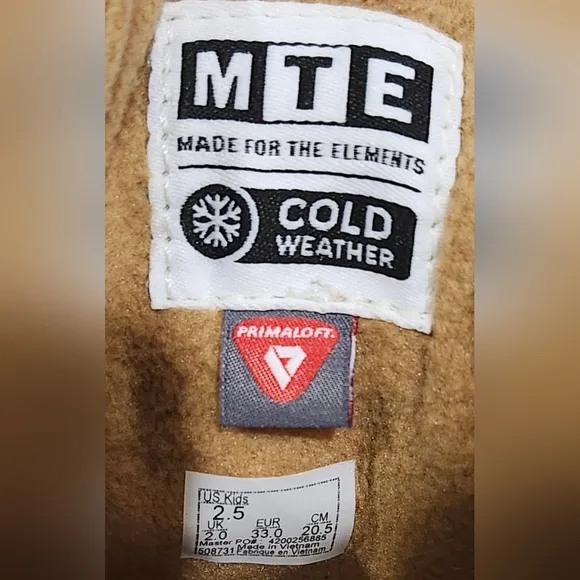 MTE
MADE FOR THE ELEMENTS
COLD
WEATHER
PRIMALOFT
US Kids
2.5
UK EUR CM
2.0 33.0 20.5
Master PO#: 4200256885
Made in Vietnam
508731 Fabriqué en Vietnam